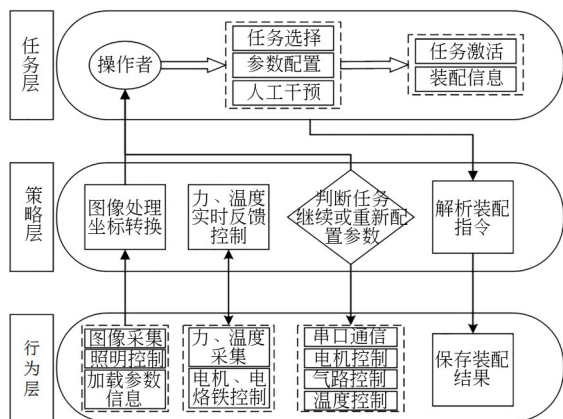 任务层
操作者
任务选择
参数配置
人工干预
任务激活
装配信息
策略层
图像处理
坐标转换
力、温度
实时反馈
控制
判断任务
继续或重新配
置参数
解析装配
指令
行为层
图像采集
照明控制
加载参数
信息
力、温度
采集
电机、电
烙铁控制
串口通信
电机控制
气路控制
温度控制
保存装配
结果